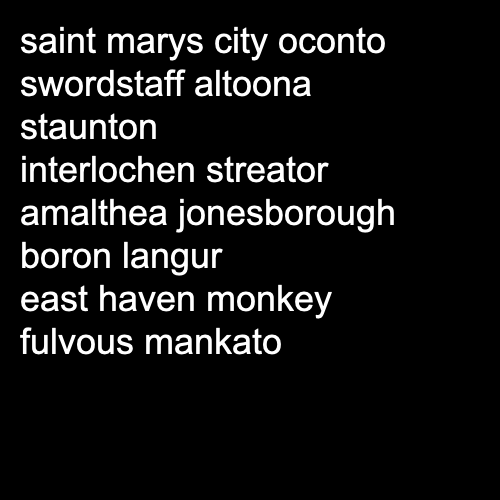 saint marys city oconto
swordstaff altoona
staunton
interlochen streator
amalthea jonesborough
boron langur
east haven monkey
fulvous mankato